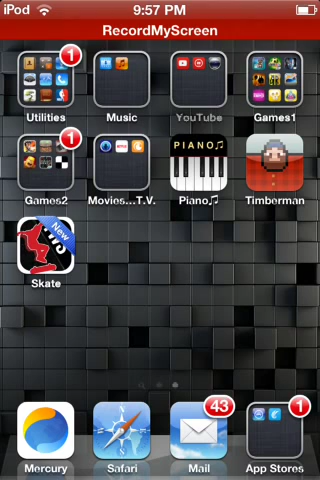 iPod 9:57 PM
RecordMyScreen
1
Utilities Music YouTube Games1
1
PIANO♫
Games2 Movies...T.V. Piano♫ Timberman
New
Skate
43 1
Mercury Safari Mail App Stores